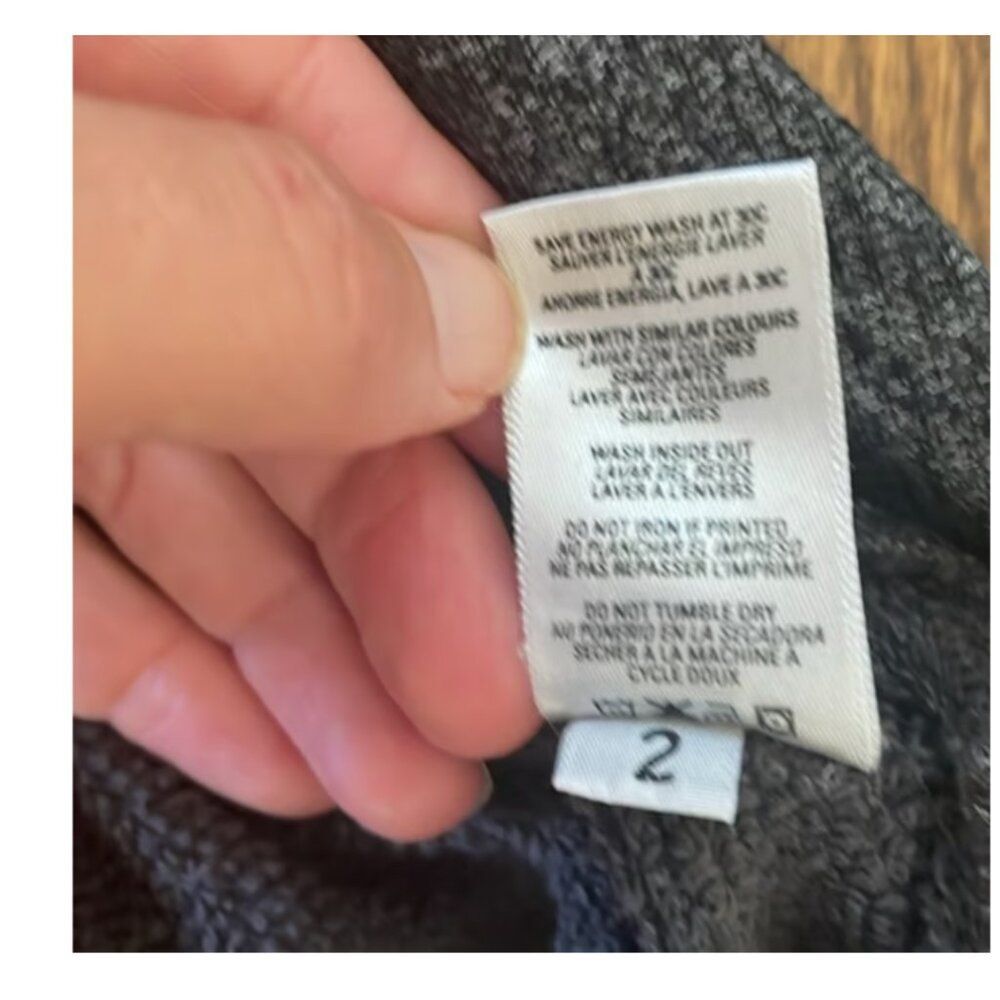 SAVE ENERGY WASH AT 30C
SAUVER L'ENERGIE LAVER
A 30C
AHORRE ENERGIA, LAVE A 30C
WASH WITH SIMILAR COLOURS
LAVAR CON COLORES
SEMEJANTES
LAVER AVEC COULEURS
SIMILAIRES
WASH INSIDE OUT
LAVAR DEL REVES
LAVER A L'ENVERS
DO NOT IRON IF PRINTED
NO PLANCHAR EL IMPRESO
NE PAS REPASSER L'IMPRIME
DO NOT TUMBLE DRY
NO PONERIO EN LA SECADORA
SECHER A LA MACHINE A
CYCLE DOUX
2